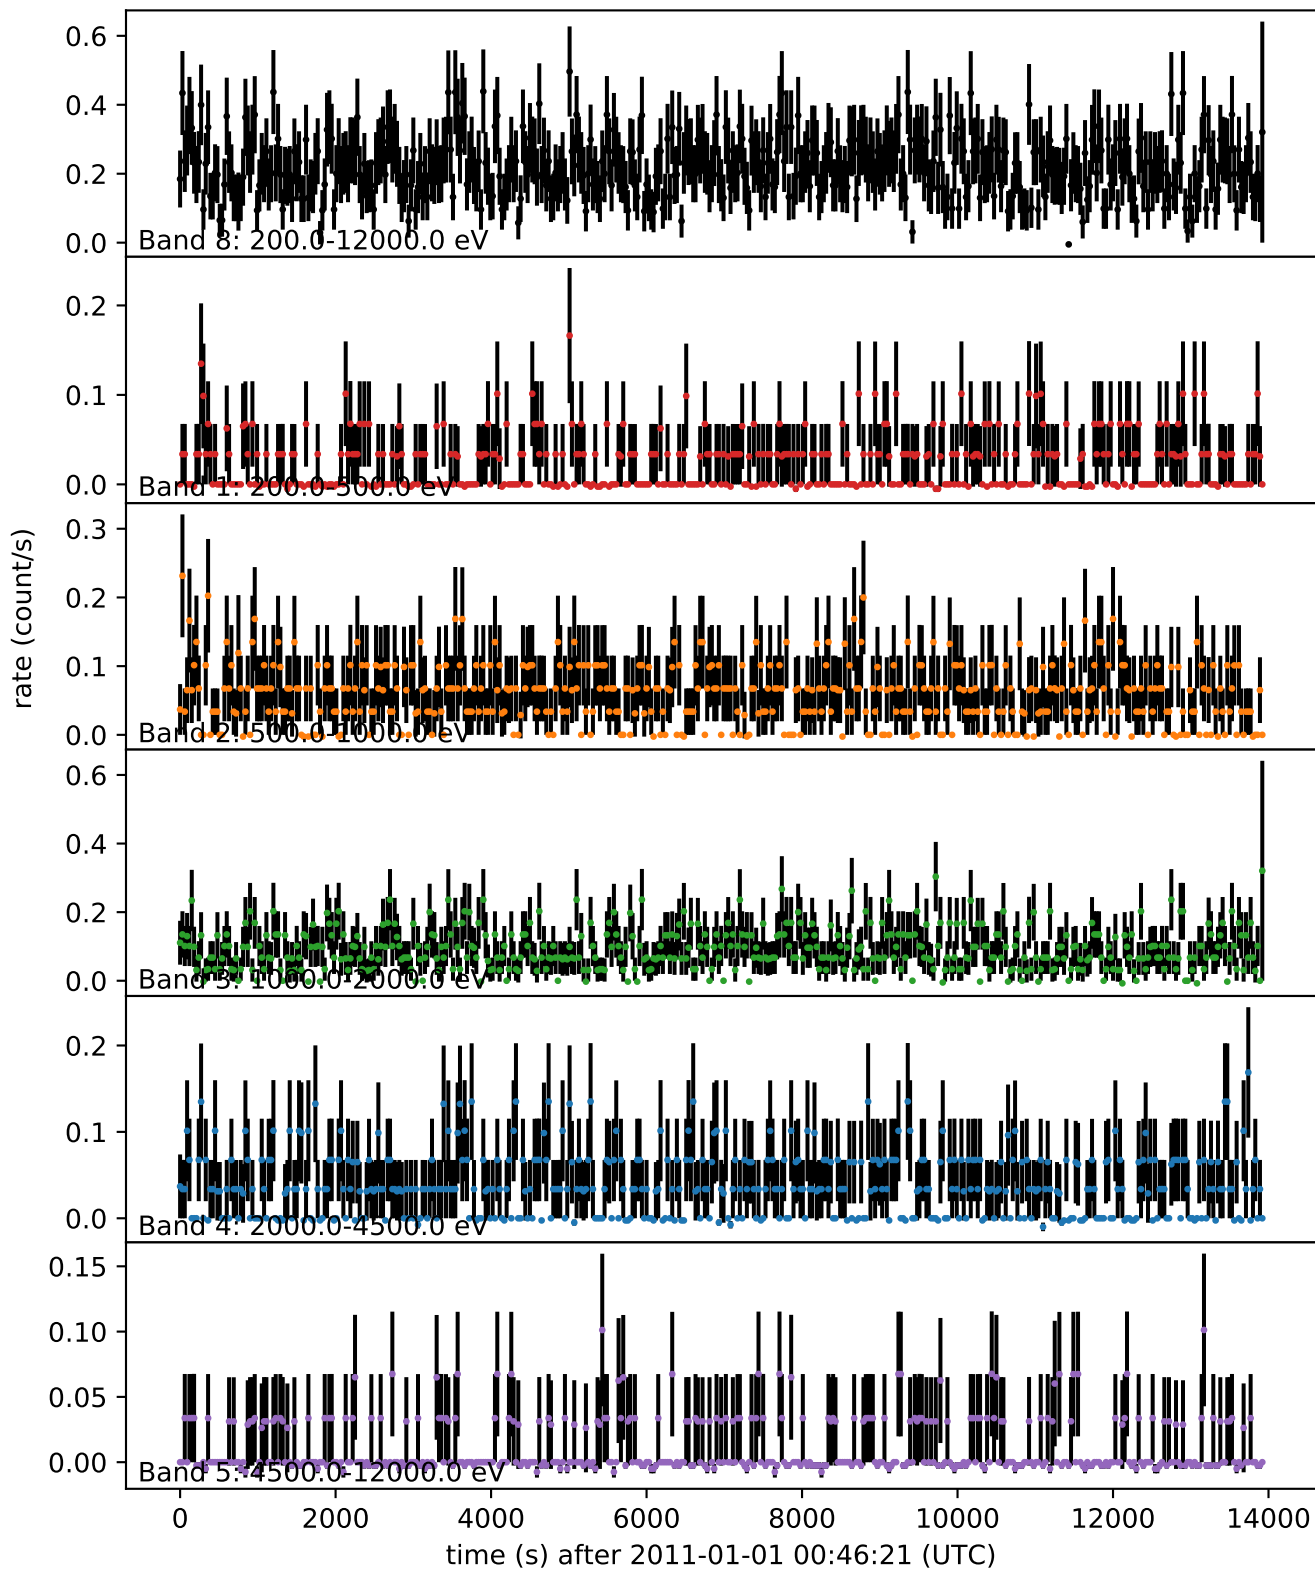 0.6
0.4
0.2
0.0
Band 8: 200.0-12000.0 eV
0.2
0.1
0.0
Band 1: 200.0-500.0 eV
0.3
0.2
0.1
0.0
Band 2: 500.0-1000.0 eV
rate (count/s)
0.6
0.4
0.2
0.0
Band 3: 1000.0-2000.0 eV
0.2
0.1
0.0
Band 4: 2000.0-4500.0 eV
0.15
0.10
0.05
0.00
Band 5: 4500.0-12000.0 eV
0 2000 4000 6000 8000 10000 12000 14000
time (s) after 2011-01-01 00:46:21 (UTC)